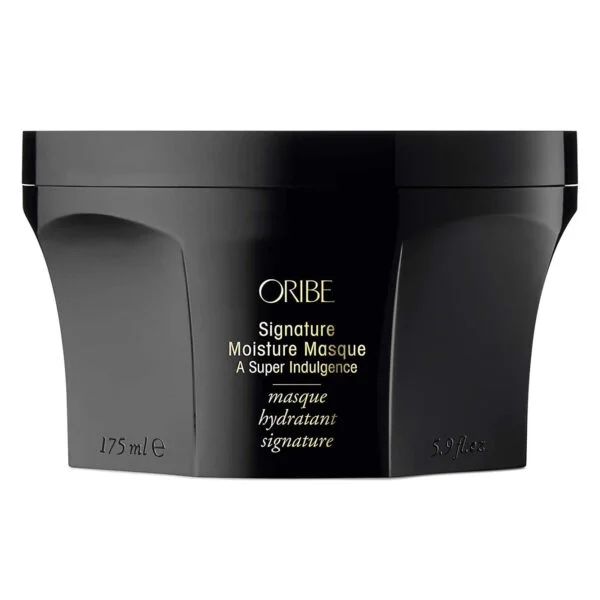 ORIBE
Signature
Moisture Masque
A Super Indulgence
masque
hydratant
signature
175 ml ℮
5.9 fl.oz